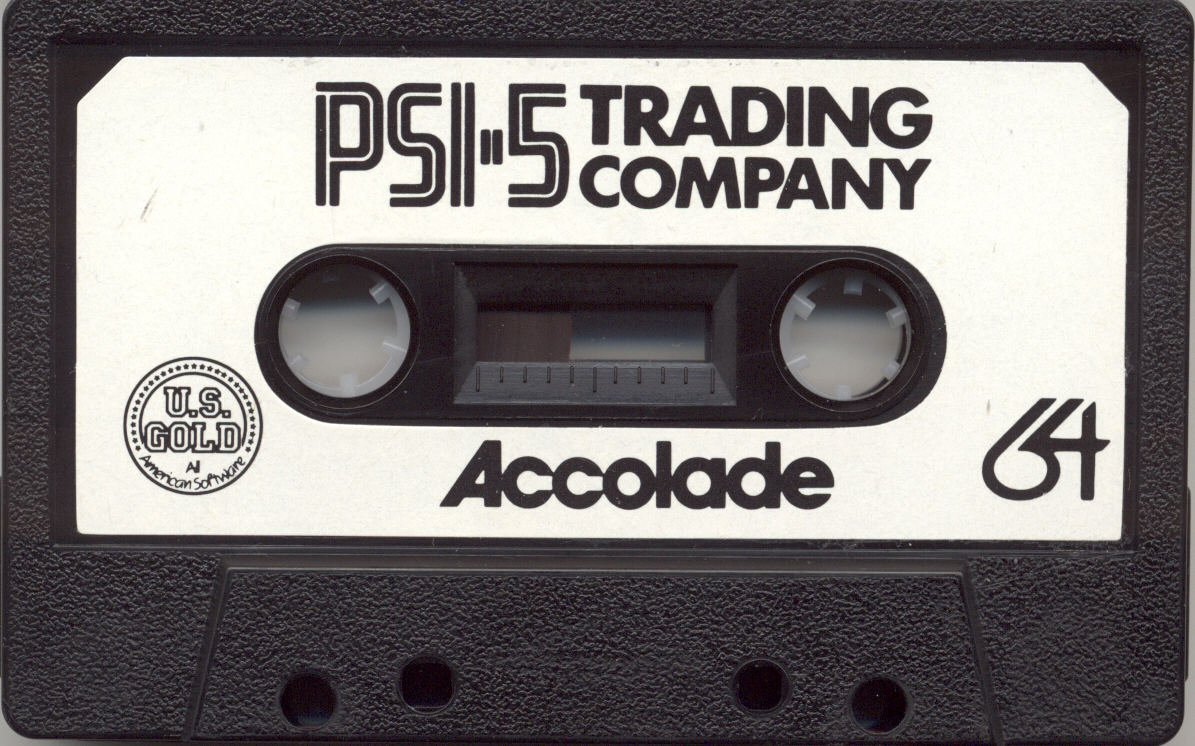 PSI-5 TRADING
COMPANY
U.S.
GOLD
All
American Software
Accolade
64